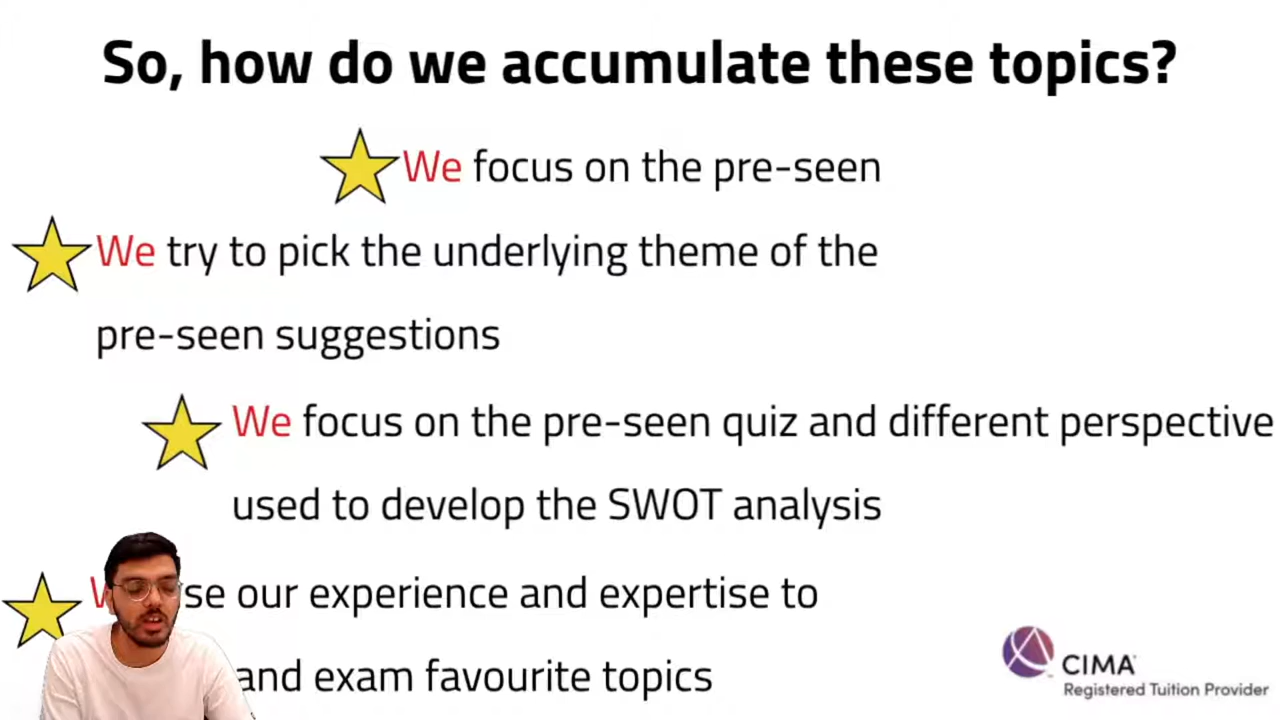 So, how do we accumulate these topics?
We focus on the pre-seen
We try to pick the underlying theme of the
pre-seen suggestions
We focus on the pre-seen quiz and different perspective
used to develop the SWOT analysis
our experience and expertise to
and exam favourite topics
CIMA
Registered Tuition Provider